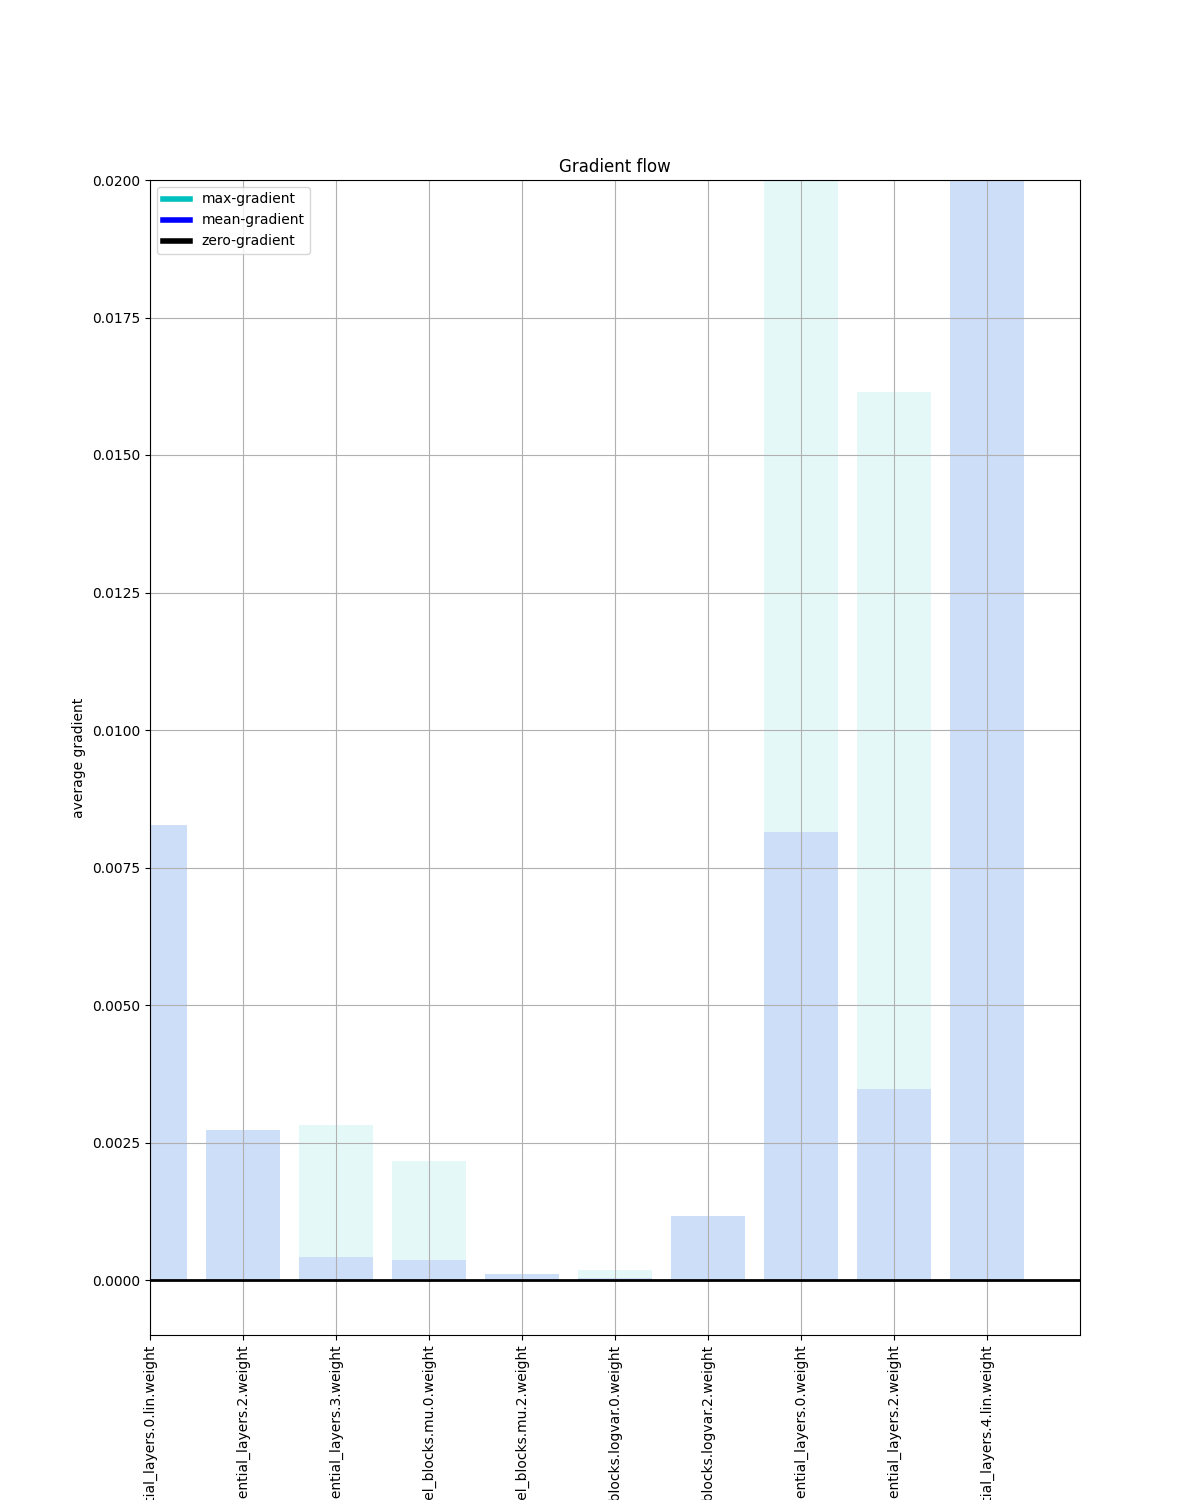 Gradient flow
max-gradient
mean-gradient
zero-gradient
average gradient
0.0200
0.0175
0.0150
0.0125
0.0100
0.0075
0.0050
0.0025
0.0000
tial_layers.0.lin.weight
ential_layers.2.weight
ential_layers.3.weight
el_blocks.mu.0.weight
el_blocks.mu.2.weight
blocks.logvar.0.weight
blocks.logvar.2.weight
ential_layers.0.weight
ential_layers.2.weight
tial_layers.4.lin.weight